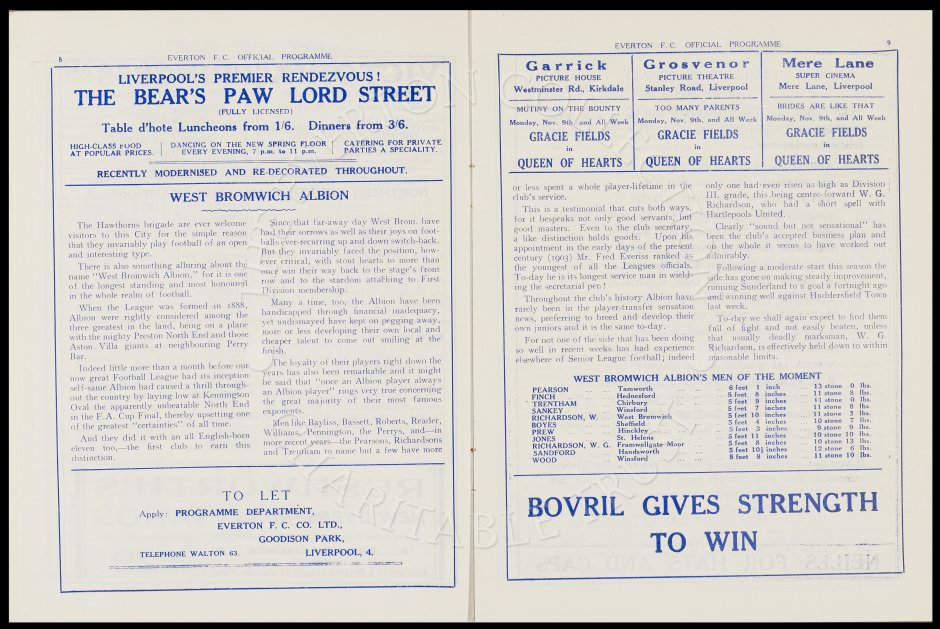 8
EVERTON F. C. OFFICIAL PROGRAMME
LIVERPOOL'S PREMIER RENDEZVOUS!
THE BEAR'S PAW LORD STREET
(FULLY LICENSED)
Table d'hote Luncheons from 1/6. Dinners from 3/6.
HIGH-CLASS FOOD
AT POPULAR PRICES.
DANCING ON THE NEW SPRING FLOOR
EVERY EVENING, 7 p.m. to 11 p.m.
CATERING FOR PRIVATE
PARTIES A SPECIALITY.
RECENTLY MODERNISED AND RE-DECORATED THROUGHOUT.
WEST BROMWICH ALBION
The Hawthorns brigade are ever welcome
visitors to this City for the simple reason
that they invariably play football of an open
and interesting type.
There is also something alluring about the
name "West Bromwich Albion," for it is one
of the longest standing and most honoured
in the whole realm of football.
When the League was formed in 1888,
Albion were rightly considered among the
three greatest in the land, being on a plane
with the mighty Preston North End and those
Aston Villa giants at neighbouring Perry
Bar.
Indeed little more than a month before our
now great Football League had its inception
self-same Albion had caused a thrill through-
out the country by laying low at Kennington
Oval the apparently unbeatable North End
in the F.A. Cup Final, thereby upsetting one
of the greatest "certainties" of all time.
And they did it with an all English-born
eleven too,—the first club to earn this
distinction.
Since that far-away day West Brom. have
had their sorrows as well as their joys on foot-
balls ever-recurring up and down switch-back.
But they invariably faced the position, how-
ever critical, with stout hearts to more than
once win their way back to the stage's front
row and to the stardom attaching to First
Division membership.
Many a time, too, the Albion have been
handicapped through financial inadequacy,
yet undismayed have kept on pegging away,
more or less developing their own local and
cheaper talent to come out smiling at the
finish.
The loyalty of their players right down the
years has also been remarkable and it might
be said that "once an Albion player always
an Albion player" rings very true concerning
the great majority of their most famous
exponents.
Men like Bayliss, Bassett, Roberts, Reader,
Williams, Pennington, the Perrys, and—in
more recent years—the Pearsons, Richardsons
and Trentham to name but a few have more
TO LET
Apply: PROGRAMME DEPARTMENT,
EVERTON F. C. CO. LTD.,
GOODISON PARK,
TELEPHONE WALTON 63. LIVERPOOL, 4.
EVERTON F. C. OFFICIAL PROGRAMME
9
Garrick
PICTURE HOUSE
Westminster Rd., Kirkdale
MUTINY ON THE BOUNTY
Monday, Nov. 9th, and All Week
GRACIE FIELDS
in
QUEEN OF HEARTS
Grosvenor
PICTURE THEATRE
Stanley Road, Liverpool
TOO MANY PARENTS
Monday, Nov. 9th, and All Week
GRACIE FIELDS
in
QUEEN OF HEARTS
Mere Lane
SUPER CINEMA
Mere Lane, Liverpool
BRIDES ARE LIKE THAT
Monday, Nov. 9th, and All Week
GRACIE FIELDS
in
QUEEN OF HEARTS
or less spent a whole player-lifetime in the
club's service.
This is a testimonial that cuts both ways,
for it bespeaks not only good servants, but
good masters. Even to the club secretary,
a like distinction holds goods. Upon his
appointment in the early days of the present
century (1903) Mr. Fred Everiss ranked as
the youngest of all the Leagues officials.
To-day he is its longest server man in wield-
ing the secretarial pen!
Throughout the club's history Albion have
rarely been in the player-transfer sensation
news, preferring to breed and develop their
own juniors and it is the same to-day.
For not one of the side that has been doing
so well in recent weeks has had experience
elsewhere of Senior League football; indeed
only one had even risen as high as Division
III. grade, this being centre-forward W. G.
Richardson, who had a short spell with
Hartlepools United.
Clearly "sound but not sensational" has
been the club's accepted business plan and
on the whole it seems to have worked out
admirably.
Following a moderate start this season the
side has gone on making steady improvement,
running Sunderland to a goal a fortnight ago
and winning well against Huddersfield Town
last week.
To-day we shall again expect to find them
full of fight and not easily beaten, unless
that usually deadly marksman, W. G.
Richardson, is effectively held down to within
reasonable limits.
WEST BROMWICH ALBION'S MEN OF THE MOMENT
PEARSON Tamworth 6 feet 1 inch 13 stone 0 lbs.
FINCH Hednesford 5 feet 8 inches 11 stone 8 lbs.
TRENTHAM Chirbury 5 feet 9 inches 11 stone 0 lbs.
SANKEY Winsford 5 feet 7 inches 11 stone 8 lbs.
RICHARDSON, W. West Bromwich 5 feet 10 inches 11 stone 3 lbs.
BOYES Sheffield 5 feet 4 inches 10 stone 7 lbs.
PREW Hinckley 5 feet 3 inches 9 stone 9 lbs.
JONES St. Helens 5 feet 11 inches 10 stone 10 lbs.
RICHARDSON, W. G. Framwellgate Moor 5 feet 8 inches 10 stone 13 lbs.
SANDFORD Handsworth 5 feet 10½ inches 12 stone 6 lbs.
WOOD Winsford 5 feet 8 inches 11 stone 10 lbs.
BOVRIL GIVES STRENGTH
TO WIN